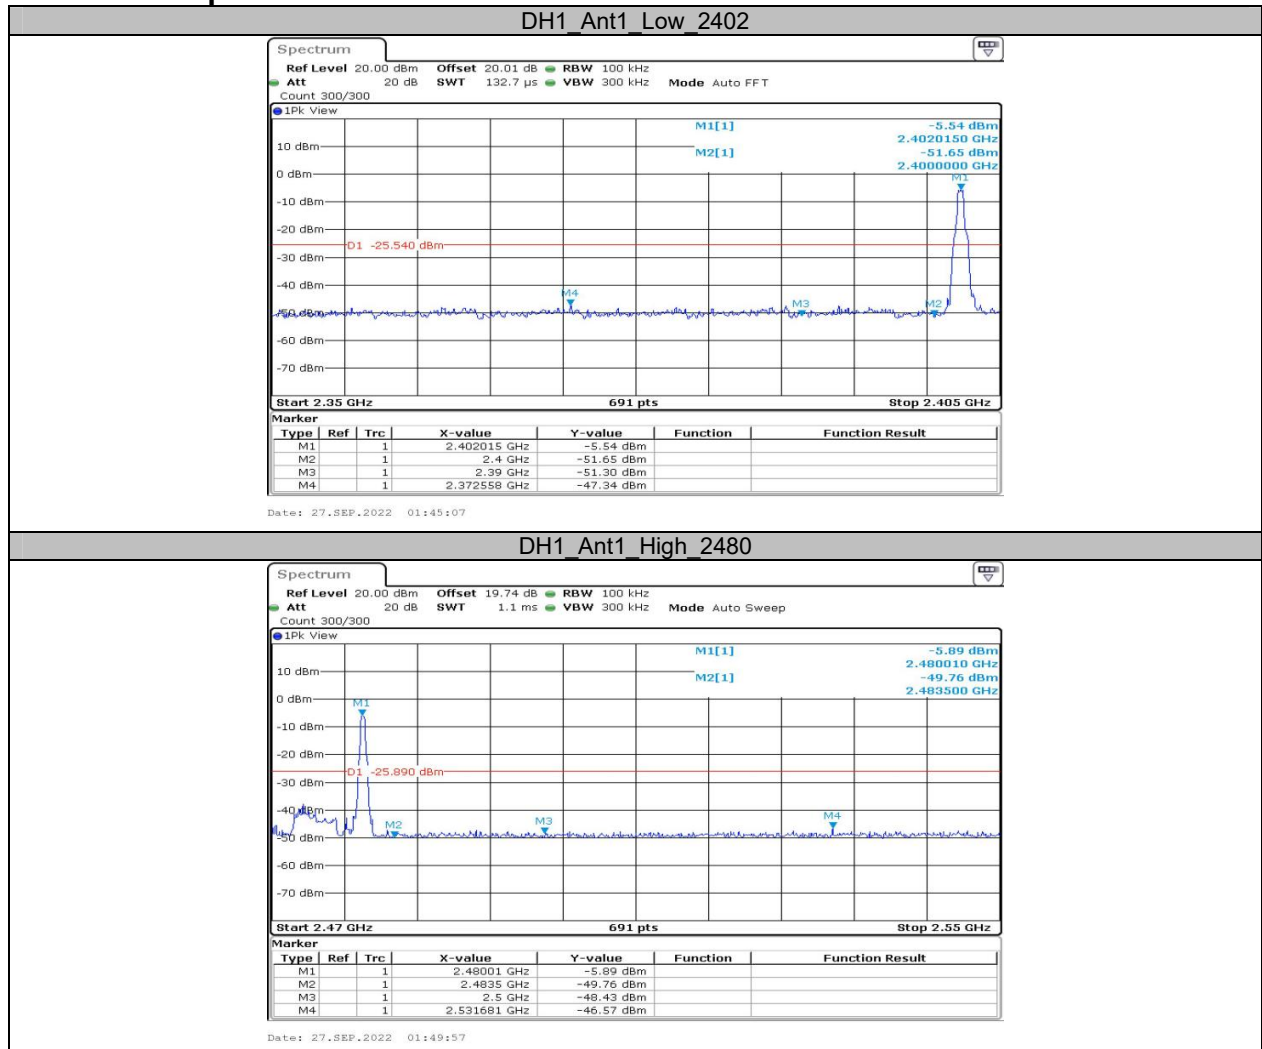 DH1_Ant1_Low_2402
Spectrum
Ref Level 20.00 dBm Offset 20.01 dB RBW 100 kHz
Att 20 dB SWT 132.7 µs VBW 300 kHz Mode Auto FFT
Count 300/300
1Pk View
M1[1] -5.54 dBm
2.4020150 GHz
M2[1] -51.65 dBm
2.4000000 GHz
10 dBm
0 dBm
M1
-10 dBm
-20 dBm
D1 -25.540 dBm
-30 dBm
-40 dBm
M4
M3
M2
-50 dBm
-60 dBm
-70 dBm
Start 2.35 GHz 691 pts Stop 2.405 GHz
Marker
Type Ref Trc X-value Y-value Function Function Result
M1 1 2.402015 GHz -5.54 dBm
M2 1 2.4 GHz -51.65 dBm
M3 1 2.39 GHz -51.30 dBm
M4 1 2.372558 GHz -47.34 dBm
Date: 27.SEP.2022 01:45:07
DH1_Ant1_High_2480
Spectrum
Ref Level 20.00 dBm Offset 19.74 dB RBW 100 kHz
Att 20 dB SWT 1.1 ms VBW 300 kHz Mode Auto Sweep
Count 300/300
1Pk View
M1[1] -5.89 dBm
2.480010 GHz
M2[1] -49.76 dBm
2.483500 GHz
10 dBm
0 dBm
M1
-10 dBm
-20 dBm
D1 -25.890 dBm
-30 dBm
-40 dBm
M2
M3
M4
-50 dBm
-60 dBm
-70 dBm
Start 2.47 GHz 691 pts Stop 2.55 GHz
Marker
Type Ref Trc X-value Y-value Function Function Result
M1 1 2.48001 GHz -5.89 dBm
M2 1 2.4835 GHz -49.76 dBm
M3 1 2.5 GHz -48.43 dBm
M4 1 2.531681 GHz -46.57 dBm
Date: 27.SEP.2022 01:49:57